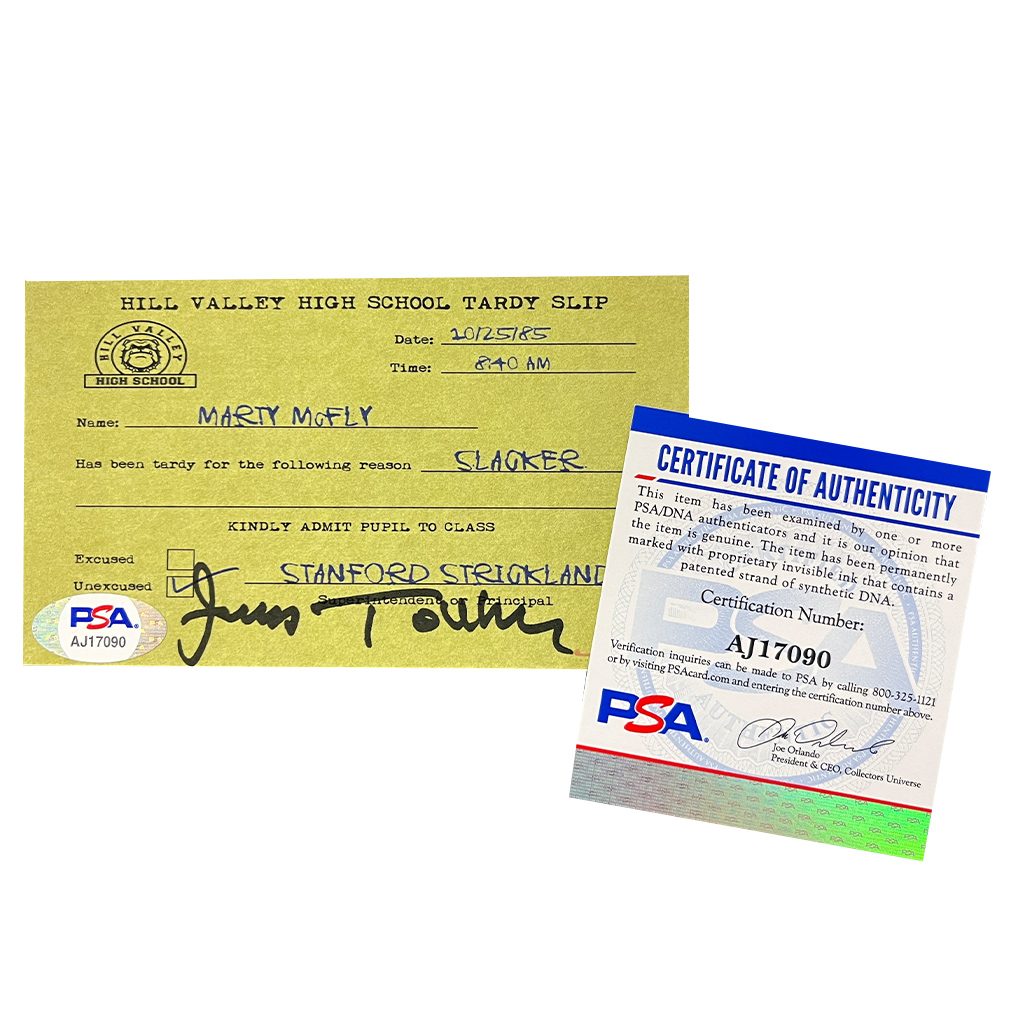 HILL VALLEY HIGH SCHOOL TARDY SLIP
HILL VALLEY
HIGH SCHOOL
Date: 10/25/85
Time: 8:40 AM
Name: MARTY McFLY
Has been tardy for the following reason SLACKER
KINDLY ADMIT PUPIL TO CLASS
Excused
Unexcused
STANFORD STRICKLAND
Superintendent or Principal
PSA
AJ17090
CERTIFICATE OF AUTHENTICITY
This item has been examined by one or more
PSA/DNA authenticators and it is our opinion that
the item is genuine. The item has been permanently
marked with proprietary invisible ink that contains a
patented strand of synthetic DNA.
Certification Number:
AJ17090
Verification inquiries can be made to PSA by calling 800-325-1121
or by visiting PSAcard.com and entering the certification number above.
PSA
Joe Orlando
President & CEO, Collectors Universe